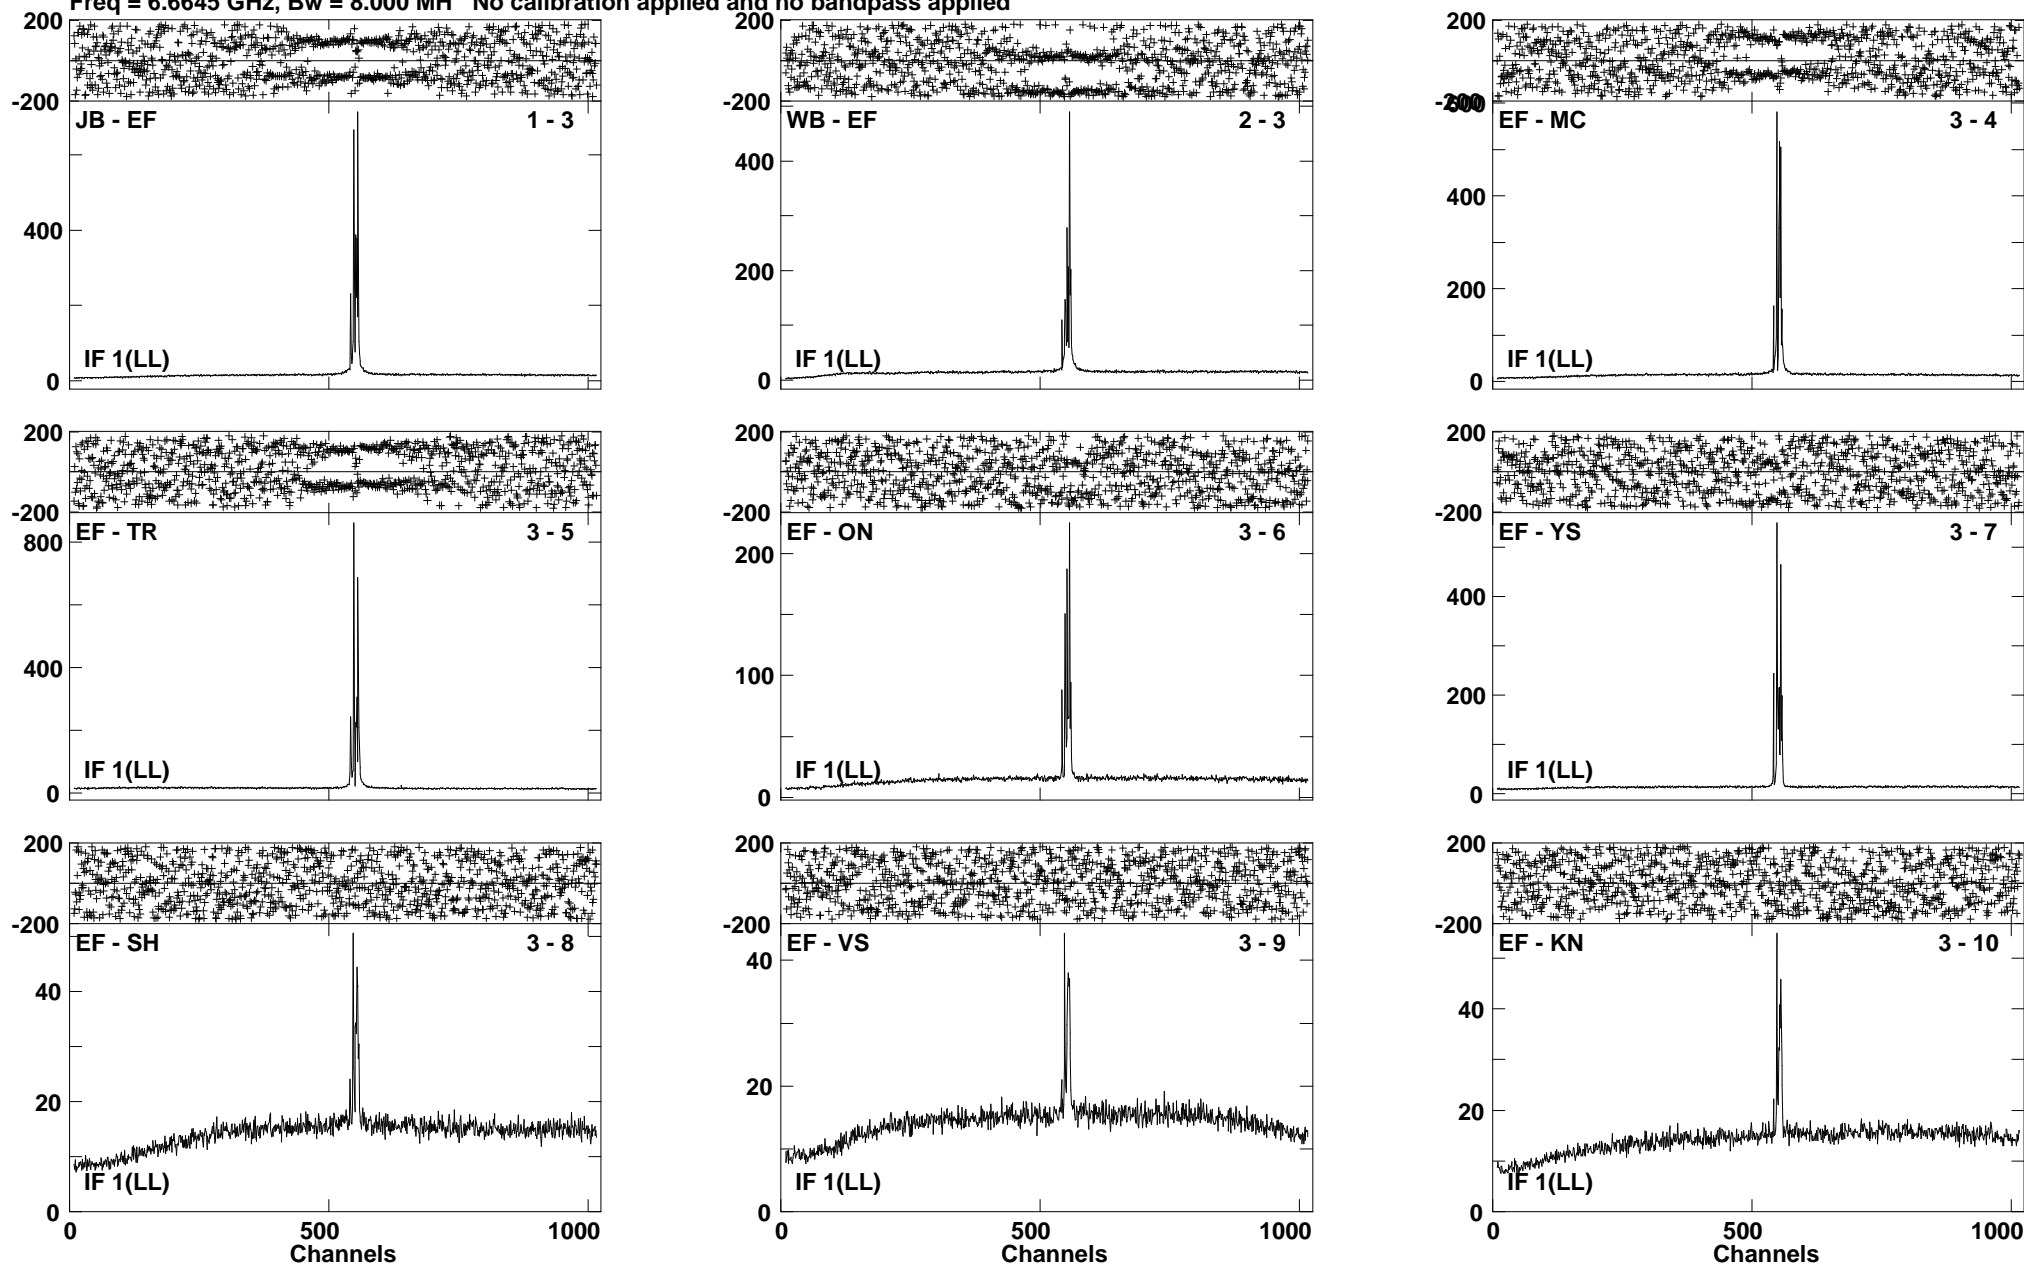 Freq = 6.6645 GHz, Bw = 8.000 MH   No calibration applied and no bandpass applied
200 200 200
-200 -200 -200
600
JB - EF 1 - 3 WB - EF 2 - 3 EF - MC 3 - 4
400 400 400
200 200
IF 1(LL) IF 1(LL) IF 1(LL)
0 0 0
200 200 200
-200 -200 -200
EF - TR 3 - 5 EF - ON 3 - 6 EF - YS 3 - 7
800 200
400 100 400
200
IF 1(LL) IF 1(LL) IF 1(LL)
0 0 0
200 200 200
-200 -200 -200
EF - SH 3 - 8 EF - VS 3 - 9 EF - KN 3 - 10
40 40 40
20 20 20
IF 1(LL) IF 1(LL) IF 1(LL)
0 0 0
0 500 1000 0 500 1000 0 500 1000
Channels Channels Channels